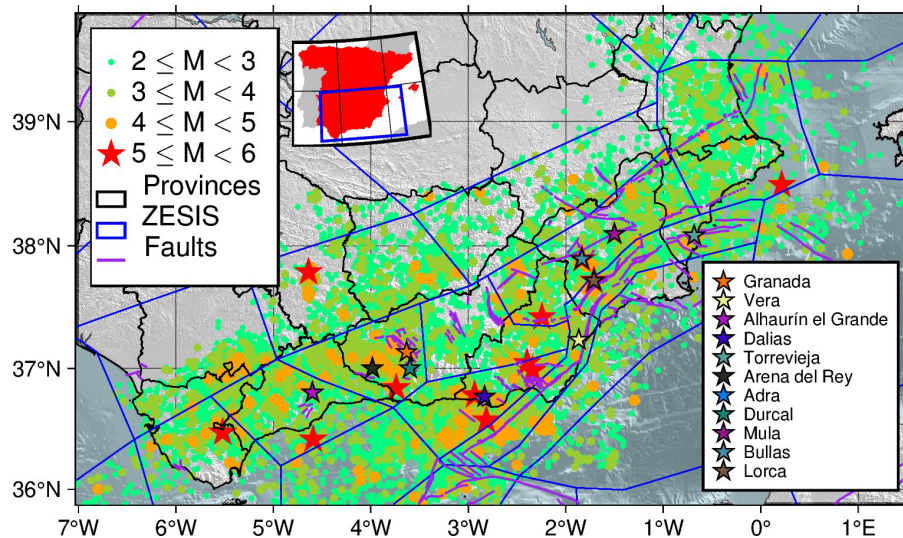 2 ≤ M < 3
3 ≤ M < 4
4 ≤ M < 5
5 ≤ M < 6
Provinces
ZESIS
Faults
39°N
38°N
37°N
36°N
Granada
Vera
Alhaurín el Grande
Dalias
Torrevieja
Arena del Rey
Adra
Durcal
Mula
Bullas
Lorca
7°W
6°W
5°W
4°W
3°W
2°W
1°W
0°
1°E